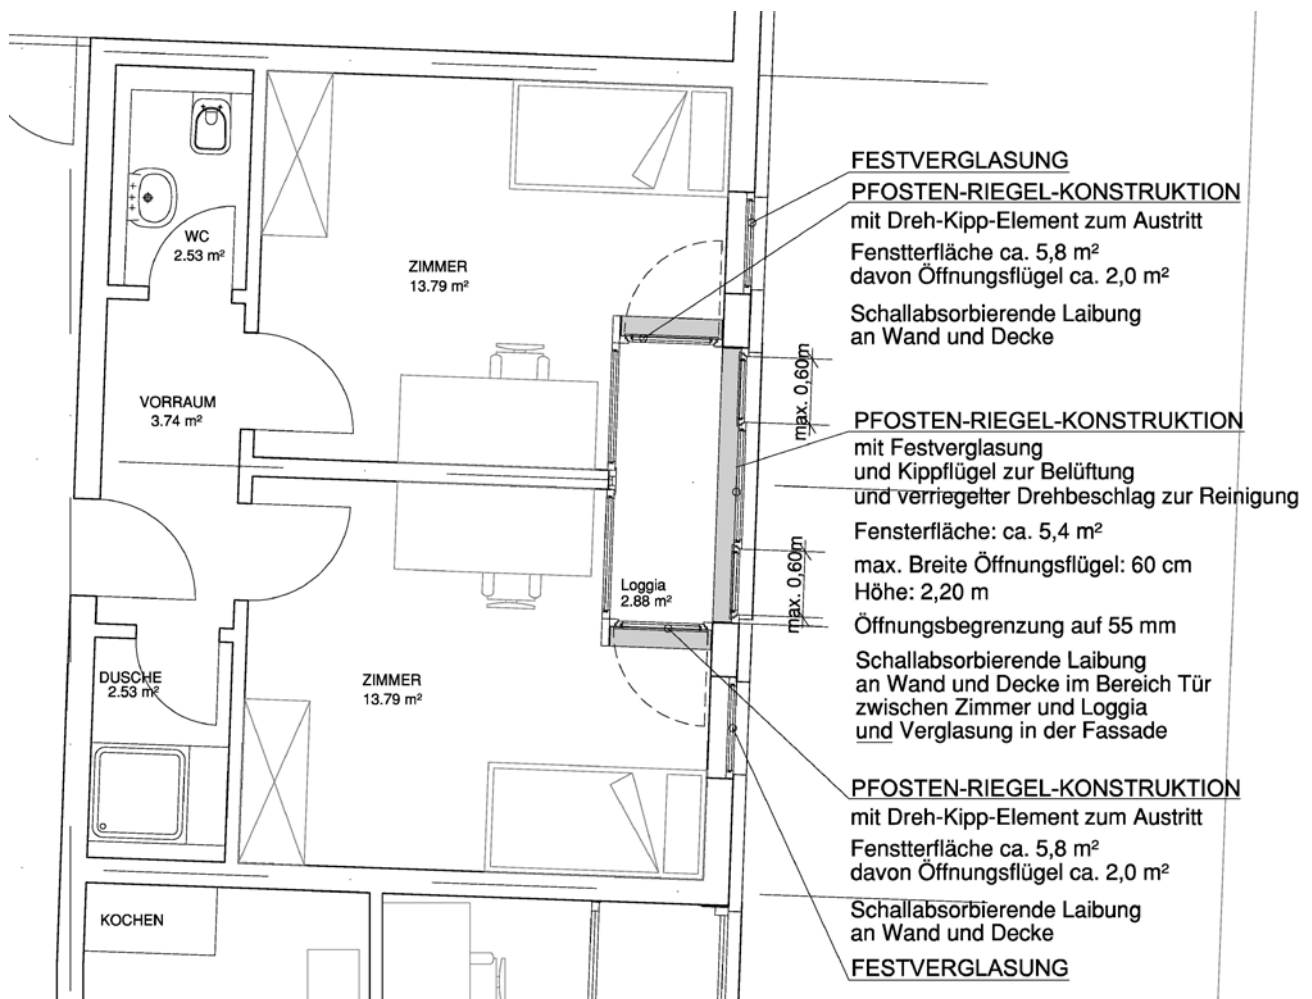 FESTVERGLASUNG
PFOSTEN-RIEGEL-KONSTRUKTION
mit Dreh-Kipp-Element zum Austritt
Fenstterfläche ca. 5,8 m²
davon Öffnungsflügel ca. 2,0 m²
Schallabsorbierende Laibung
an Wand und Decke
WC
2.53 m²
ZIMMER
13.79 m²
VORRAUM
3.74 m²
max. 0,60m
PFOSTEN-RIEGEL-KONSTRUKTION
mit Festverglasung
und Kippflügel zur Belüftung
und verriegelter Drehbeschlag zur Reinigung
Fensterfläche: ca. 5,4 m²
max. Breite Öffnungsflügel: 60 cm
Höhe: 2,20 m
Öffnungsbegrenzung auf 55 mm
Schallabsorbierende Laibung
an Wand und Decke im Bereich Tür
zwischen Zimmer und Loggia
und Verglasung in der Fassade
max. 0,60m
Loggia
2.88 m²
DUSCHE
2.53 m²
ZIMMER
13.79 m²
PFOSTEN-RIEGEL-KONSTRUKTION
mit Dreh-Kipp-Element zum Austritt
Fenstterfläche ca. 5,8 m²
davon Öffnungsflügel ca. 2,0 m²
Schallabsorbierende Laibung
an Wand und Decke
FESTVERGLASUNG
KOCHEN